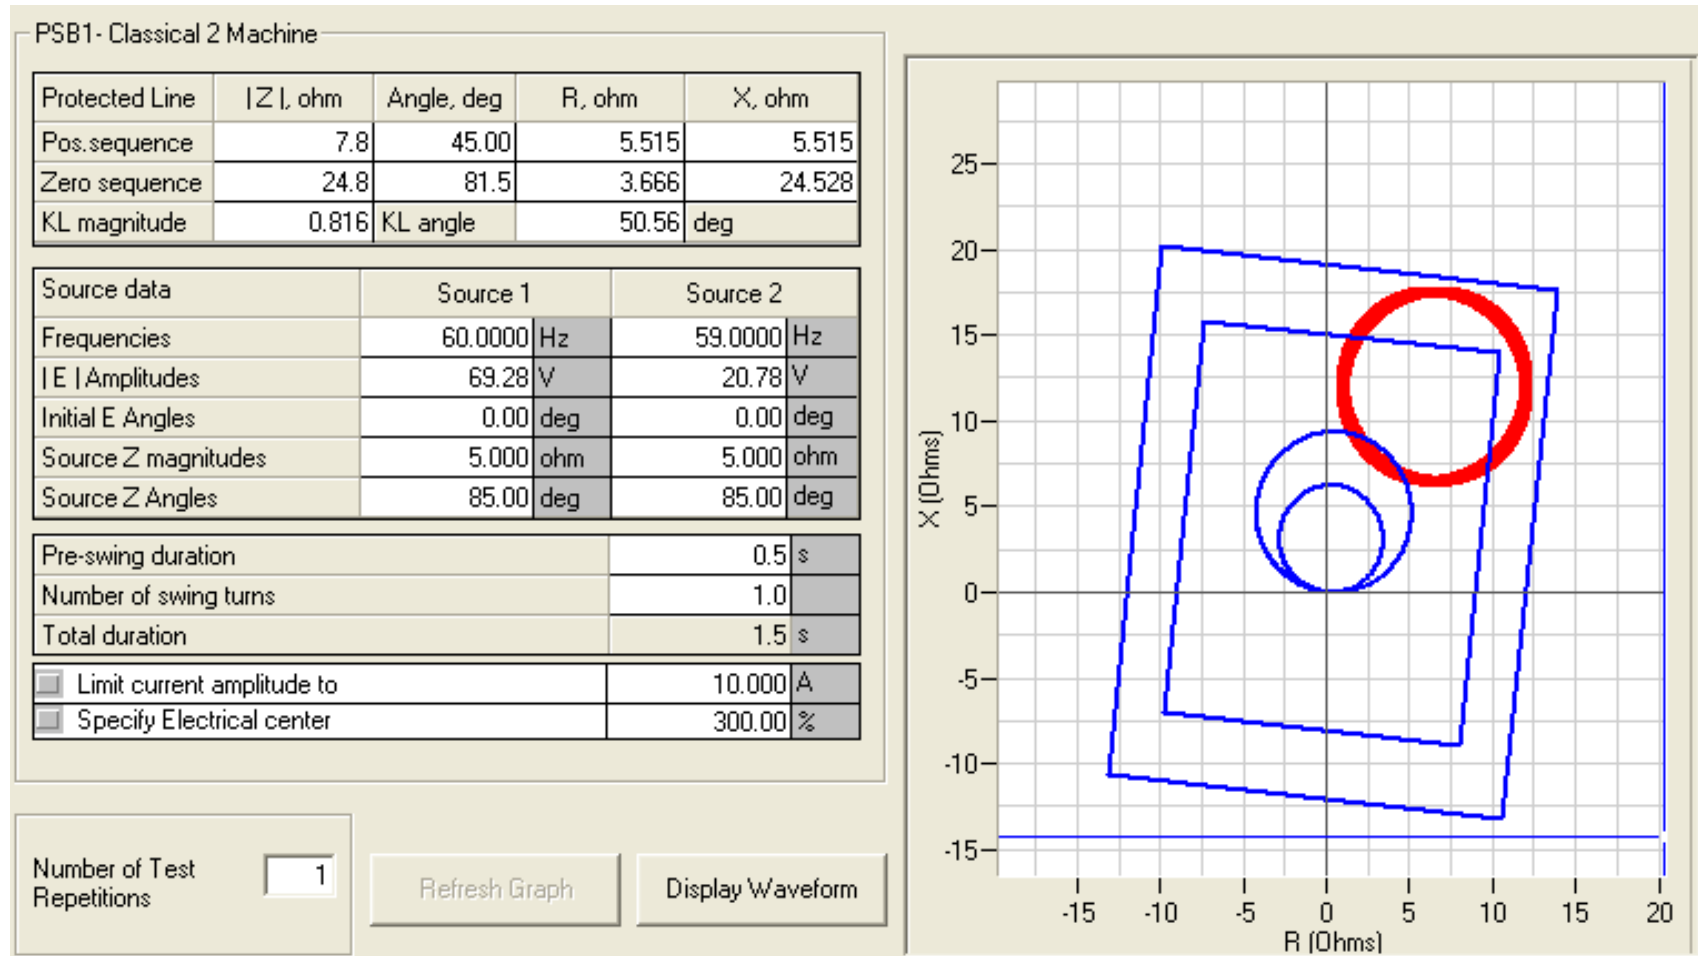 PSB1- Classical 2 Machine
Protected Line |Z|, ohm Angle, deg R, ohm X, ohm
Pos.sequence 7.8 45.00 5.515 5.515
Zero sequence 24.8 81.5 3.666 24.528
KL magnitude 0.816 KL angle 50.56 deg
Source data Source 1 Source 2
Frequencies 60.0000 Hz 59.0000 Hz
|E|Amplitudes 69.28 V 20.78 V
Initial E Angles 0.00 deg 0.00 deg
Source Z magnitudes 5.000 ohm 5.000 ohm
Source Z Angles 85.00 deg 85.00 deg
Pre-swing duration 0.5 s
Number of swing turns 1.0
Total duration 1.5 s
Limit current amplitude to 10.000 A
Specify Electrical center 300.00 %
Number of Test
Repetitions
1
Refresh Graph
Display Waveform
X (Ohms)
25
20
15
10
5
0
-5
-10
-15
-15 -10 -5 0 5 10 15 20
R (Ohms)